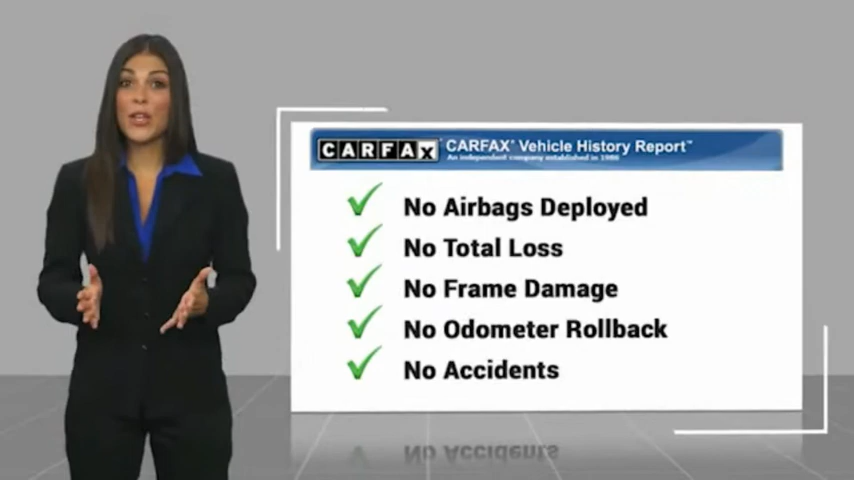 CARFAX CARFAX® Vehicle History Report™
An independent company established in 1986
No Airbags Deployed
No Total Loss
No Frame Damage
No Odometer Rollback
No Accidents
No Accidents